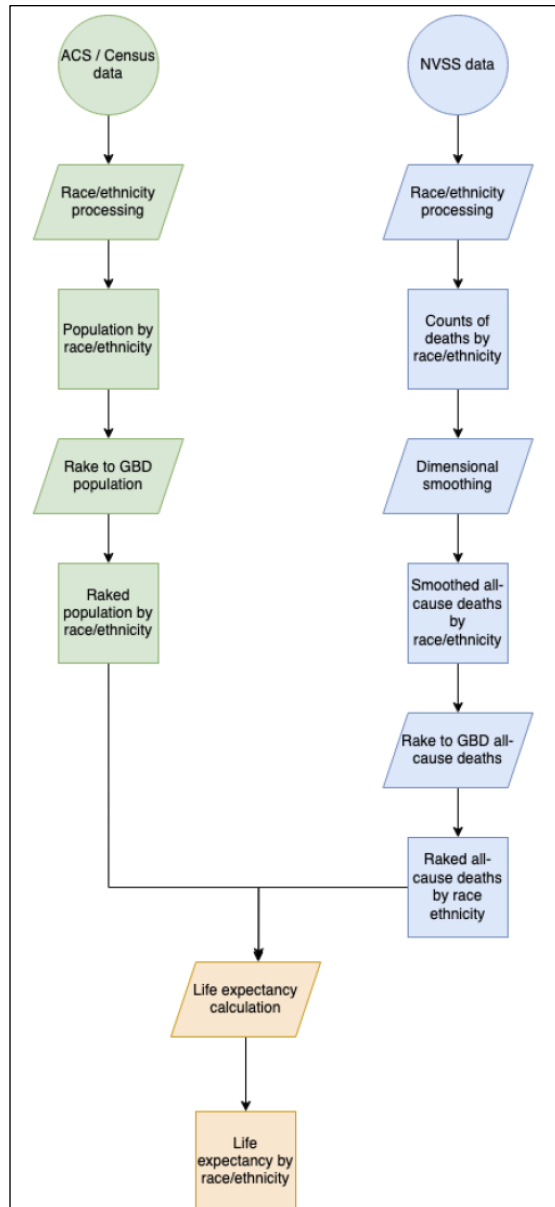 ACS / Census
data
NVSS data
Race/ethnicity
processing
Race/ethnicity
processing
Population by
race/ethnicity
Counts of
deaths by
race/ethnicity
Rake to GBD
population
Dimensional
smoothing
Raked
population by
race/ethnicity
Smoothed all-
cause deaths
by
race/ethnicity
Rake to GBD all-
cause deaths
Raked all-
cause deaths
by race
ethnicity
Life expectancy
calculation
Life
expectancy by
race/ethnicity